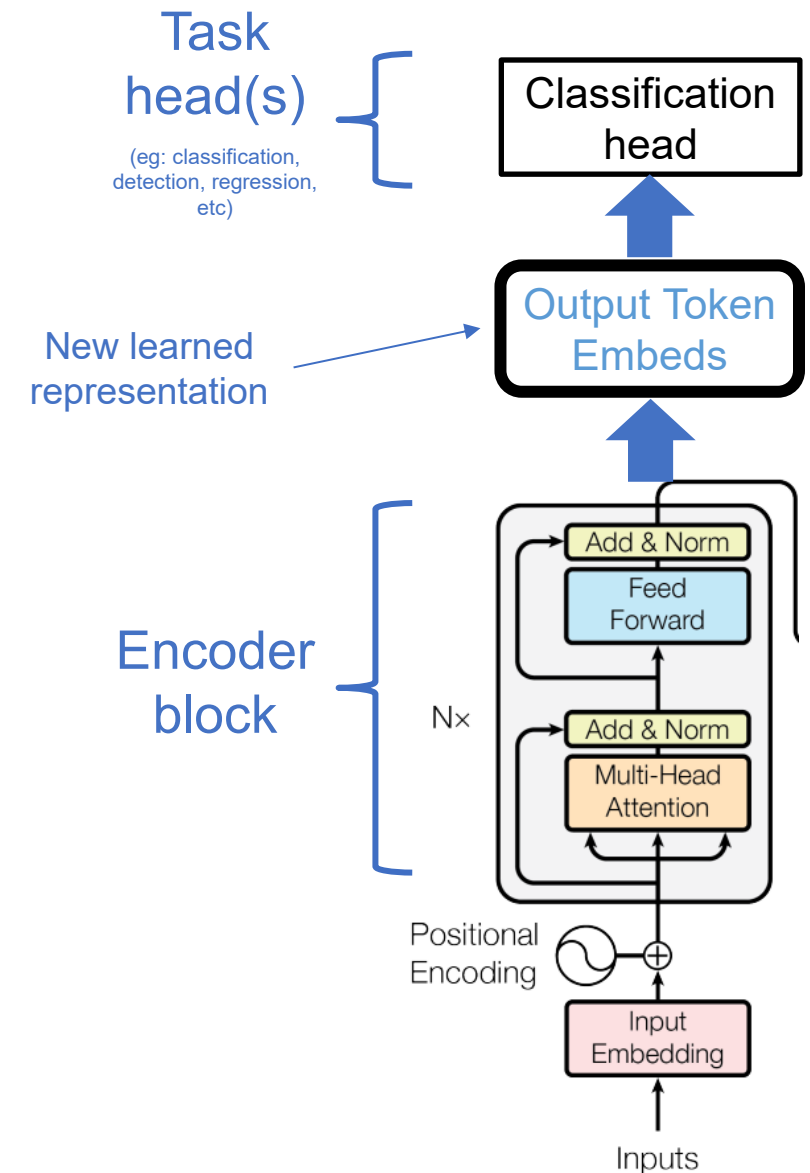 Task
head(s)
(eg: classification,
detection, regression,
etc)
Classification
head
Output Token
Embeds
New learned
representation
Encoder
block
Nx
Add & Norm
Feed
Forward
Add & Norm
Multi-Head
Attention
Positional
Encoding
Input
Embedding
Inputs